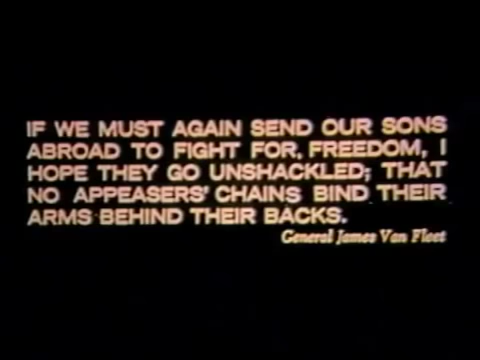 IF WE MUST AGAIN SEND OUR SONS
ABROAD TO FIGHT FOR, FREEDOM, I
HOPE THEY GO UNSHACKLED; THAT
NO APPEASERS' CHAINS BIND THEIR
ARMS BEHIND THEIR BACKS.
General James Van Fleet